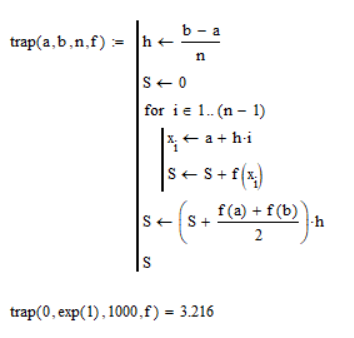 trap(a,b,n,f) := h ← (b − a)/n
S ← 0
for i ∈ 1..(n − 1)
x_i ← a + h·i
S ← S + f(x_i)
S ← (S + (f(a) + f(b))/2)·h
S
trap(0,exp(1),1000,f) = 3.216